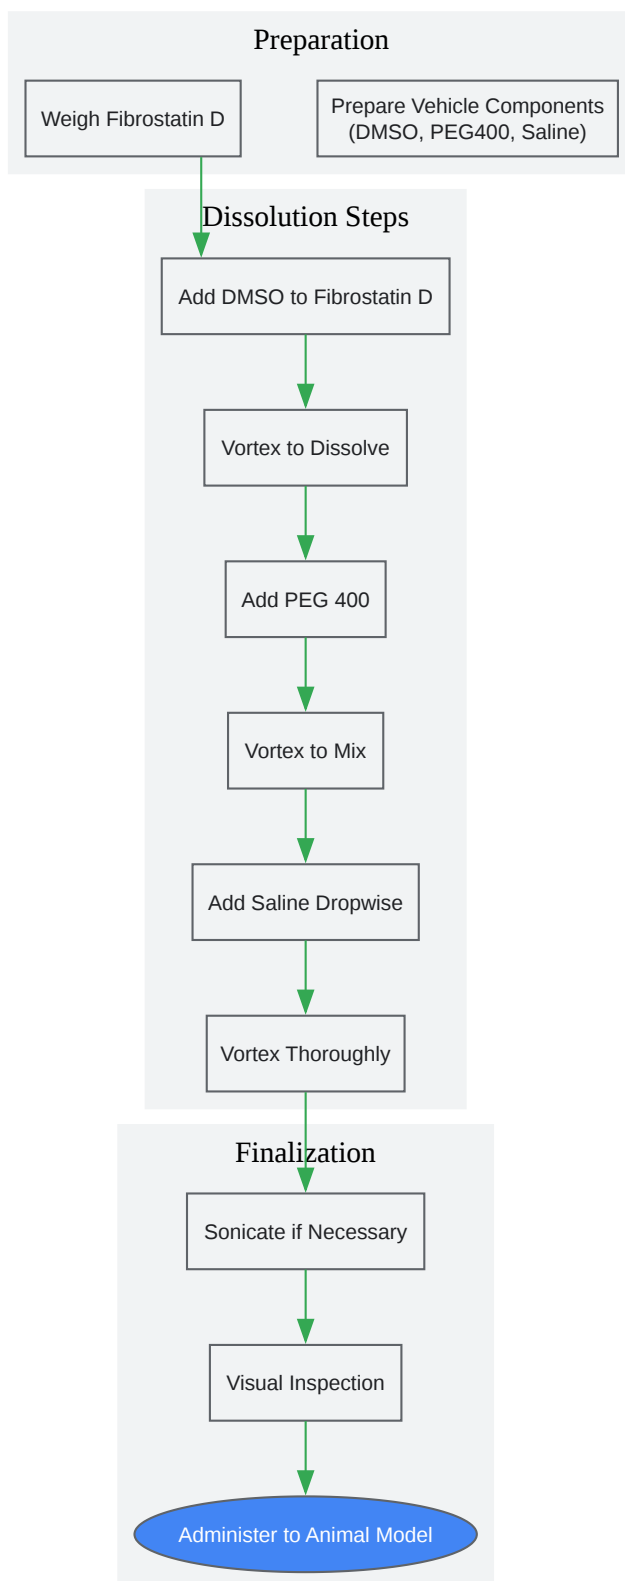 Preparation
Weigh Fibrostatin D
Prepare Vehicle Components
(DMSO, PEG400, Saline)
Dissolution Steps
Add DMSO to Fibrostatin D
Vortex to Dissolve
Add PEG 400
Vortex to Mix
Add Saline Dropwise
Vortex Thoroughly
Finalization
Sonicate if Necessary
Visual Inspection
Administer to Animal Model